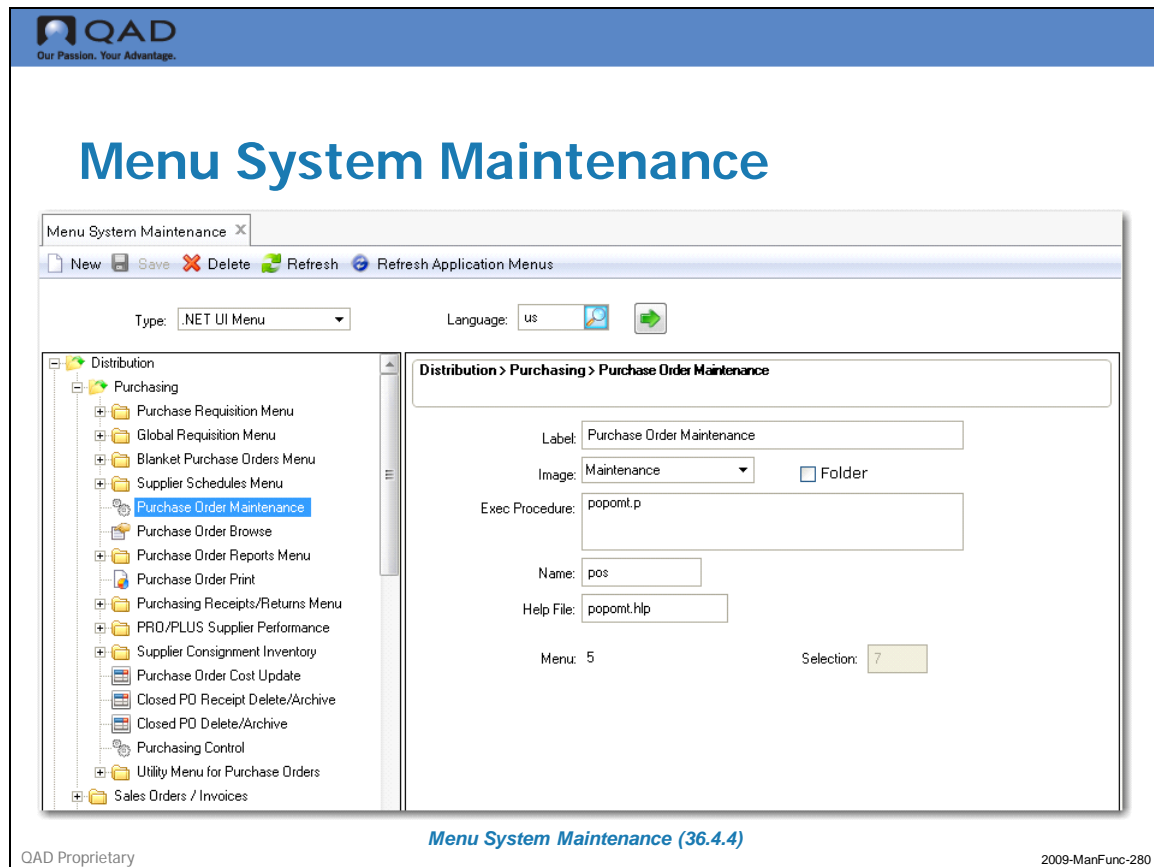 QAD
Our Passion. Your Advantage.
Menu System Maintenance
Menu System Maintenance X
New Save Delete Refresh Refresh Application Menus
Type: .NET UI Menu Language: us
Distribution
Purchasing
Purchase Requisition Menu
Global Requisition Menu
Blanket Purchase Orders Menu
Supplier Schedules Menu
Purchase Order Maintenance
Purchase Order Browse
Purchase Order Reports Menu
Purchase Order Print
Purchasing Receipts/Returns Menu
PRO/PLUS Supplier Performance
Supplier Consignment Inventory
Purchase Order Cost Update
Closed PO Receipt Delete/Archive
Closed PO Delete/Archive
Purchasing Control
Utility Menu for Purchase Orders
Sales Orders / Invoices
Distribution > Purchasing > Purchase Order Maintenance
Label: Purchase Order Maintenance
Image: Maintenance Folder
Exec Procedure: popomt.p
Name: pos
Help File: popomt.hlp
Menu: 5 Selection: 7
Menu System Maintenance (36.4.4)
QAD Proprietary
2009-ManFunc-280